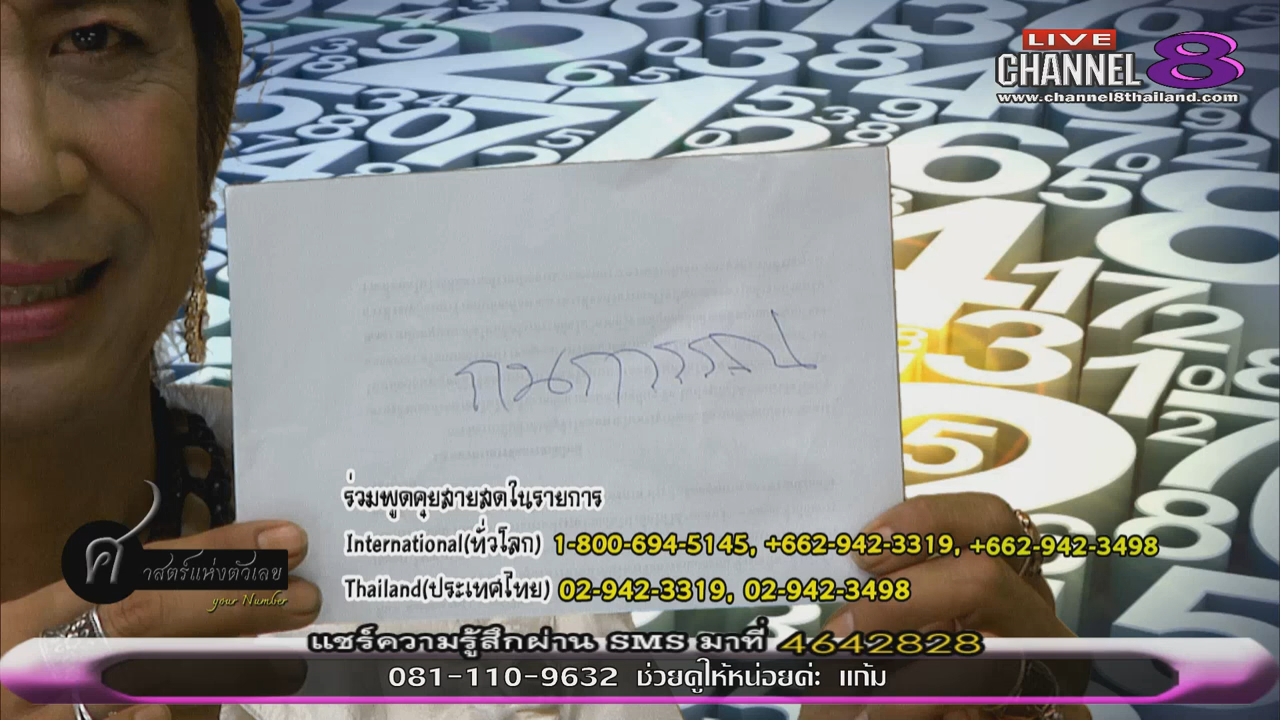 LIVE
CHANNEL 8
www.channel8thailand.com
กนกวรรณ
ร่วมพูดคุยสายสดในรายการ
International(ทั่วโลก) 1-800-694-5145, +662-942-3319, +662-942-3498
Thailand(ประเทศไทย) 02-942-3319, 02-942-3498
ศาสตร์แห่งตัวเลข
your Number
แชร์ความรู้สึกผ่าน SMS มาที่ 4642828
081-110-9632 ช่วยดูให้หน่อยค่ะ แก้ม